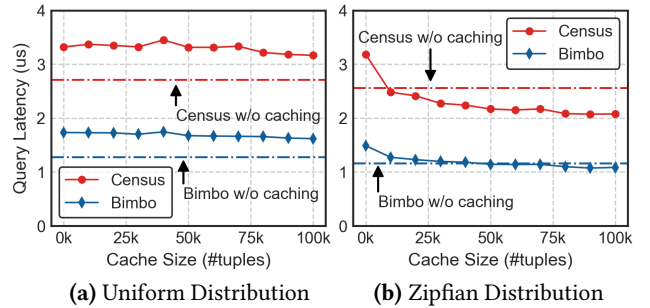 Query Latency (us)
4
3
2
1
0
Census w/o caching
Bimbo w/o caching
Census
Bimbo
0k
25k
50k
75k
100k
Cache Size (#tuples)
(a) Uniform Distribution
4
3
2
1
0
Census w/o caching
Census
Bimbo
Bimbo w/o caching
0k
25k
50k
75k
100k
Cache Size (#tuples)
(b) Zipfian Distribution